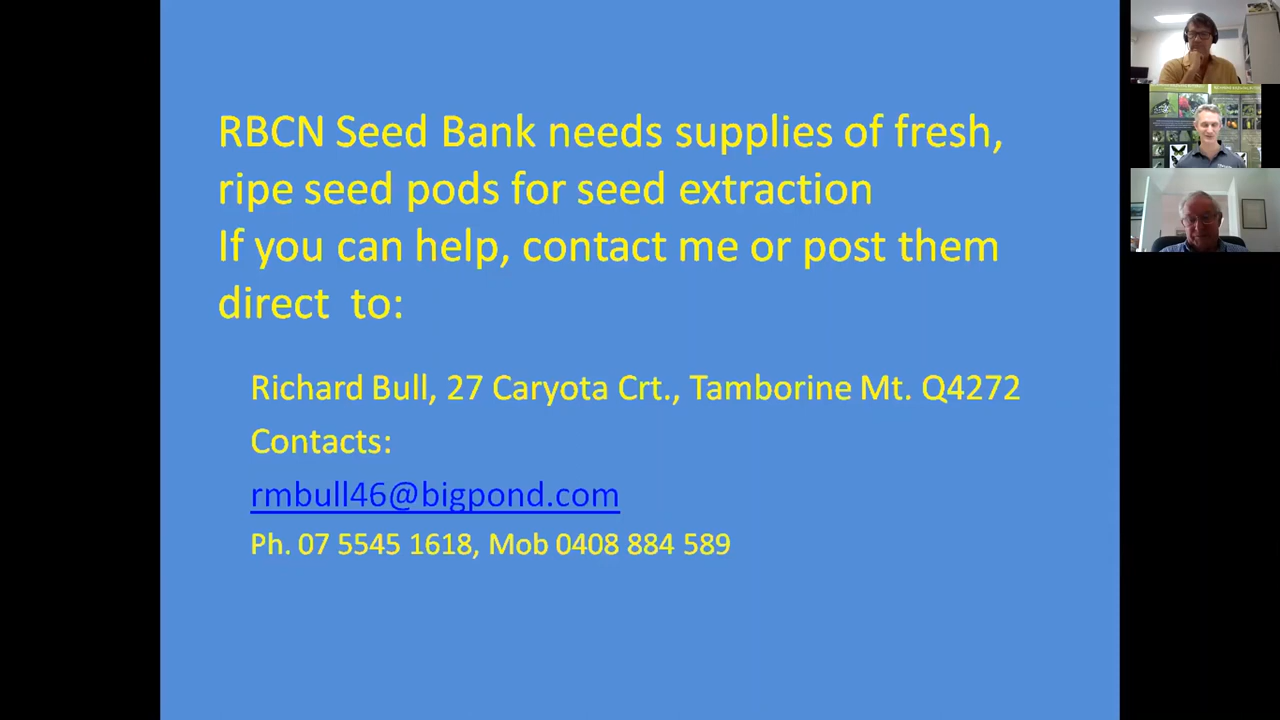 RBCN Seed Bank needs supplies of fresh,
ripe seed pods for seed extraction
If you can help, contact me or post them
direct  to:
Richard Bull, 27 Caryota Crt., Tamborine Mt. Q4272
Contacts:
rmbull46@bigpond.com
Ph. 07 5545 1618, Mob 0408 884 589